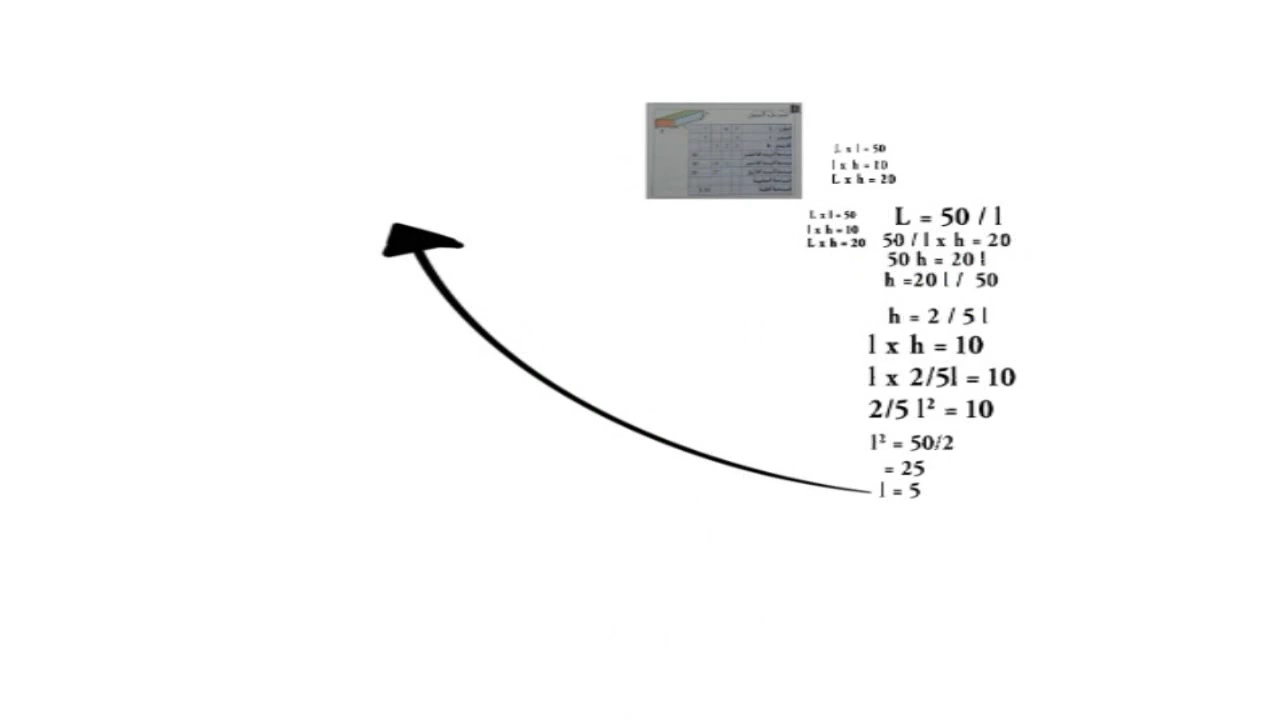 L x l = 50
l x h = 10
L x h = 20
L x l = 50
l x h = 10
L x h = 20
L = 50 / l
50 / l x h = 20
50 h = 20 l
h =20 l / 50
h = 2 / 5 l
l x h = 10
l x 2/5l = 10
2/5 l² = 10
l² = 50/2
= 25
l = 5